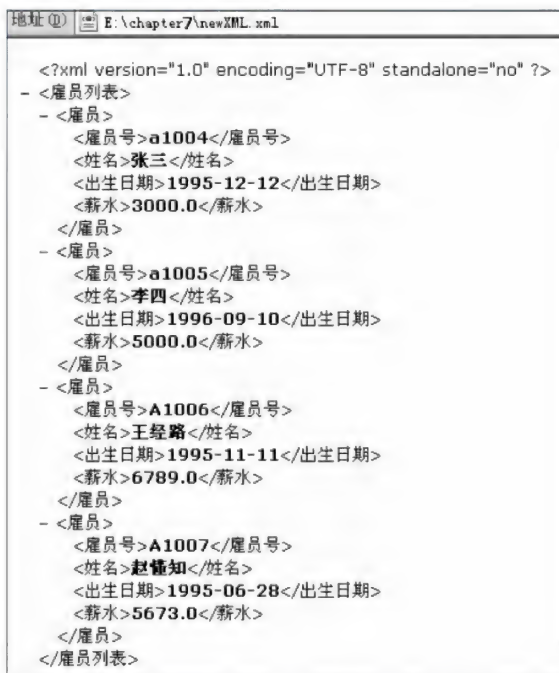 地址(D) E:\chapter7\newXML.xml
<?xml version="1.0" encoding="UTF-8" standalone="no" ?>
- <雇员列表>
- <雇员>
<雇员号>a1004</雇员号>
<姓名>张三</姓名>
<出生日期>1995-12-12</出生日期>
<薪水>3000.0</薪水>
</雇员>
- <雇员>
<雇员号>a1005</雇员号>
<姓名>李四</姓名>
<出生日期>1996-09-10</出生日期>
<薪水>5000.0</薪水>
</雇员>
- <雇员>
<雇员号>A1006</雇员号>
<姓名>王经路</姓名>
<出生日期>1995-11-11</出生日期>
<薪水>6789.0</薪水>
</雇员>
- <雇员>
<雇员号>A1007</雇员号>
<姓名>赵懂知</姓名>
<出生日期>1995-06-28</出生日期>
<薪水>5673.0</薪水>
</雇员>
</雇员列表>